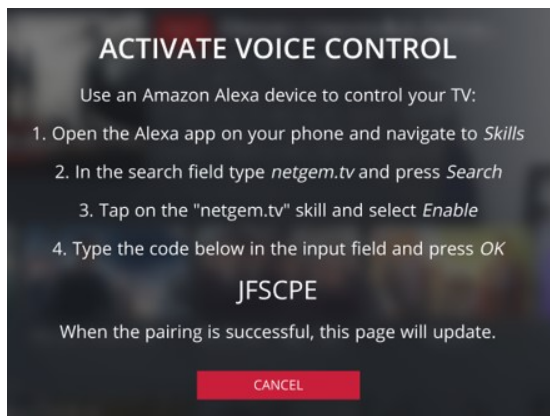 ACTIVATE VOICE CONTROL
Use an Amazon Alexa device to control your TV:
1. Open the Alexa app on your phone and navigate to Skills
2. In the search field type netgem.tv and press Search
3. Tap on the "netgem.tv" skill and select Enable
4. Type the code below in the input field and press OK
JFSCPE
When the pairing is successful, this page will update.
CANCEL